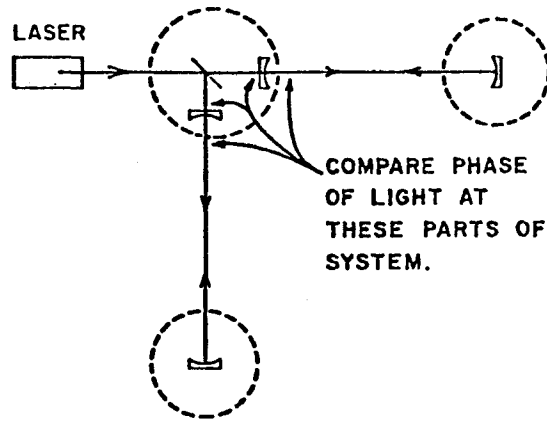 LASER
COMPARE PHASE
OF LIGHT AT
THESE PARTS OF
SYSTEM.